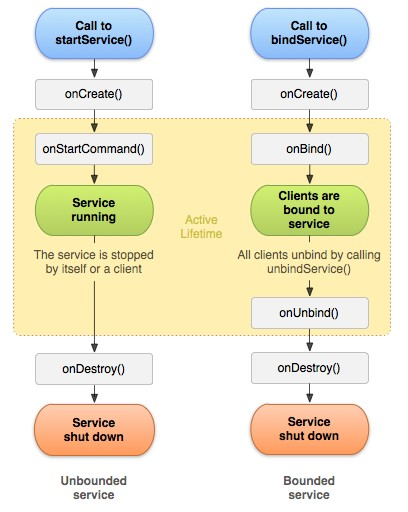 Call to
startService()
onCreate()
onStartCommand()
Service
running
The service is stopped
by itself or a client
onDestroy()
Service
shut down
Unbounded
service
Active
Lifetime
Call to
bindService()
onCreate()
onBind()
Clients are
bound to
service
All clients unbind by calling
unbindService()
onUnbind()
onDestroy()
Service
shut down
Bounded
service